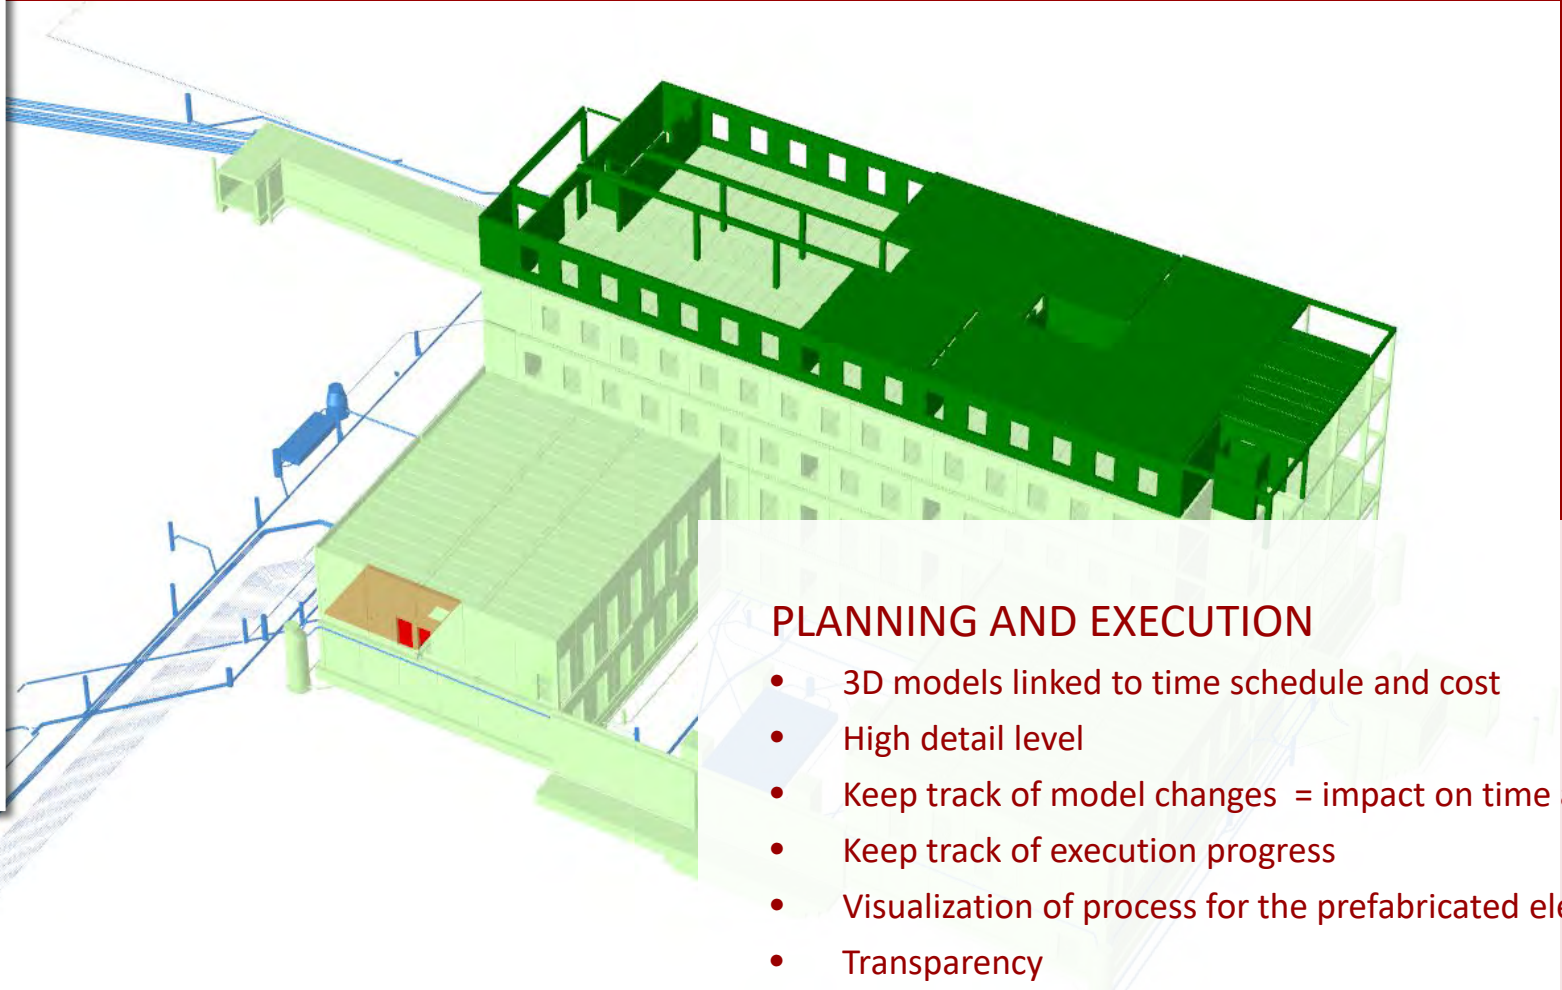 PLANNING AND EXECUTION
• 3D models linked to time schedule and cost
• High detail level
• Keep track of model changes = impact on time
• Keep track of execution progress
• Visualization of process for the prefabricated
• Transparency